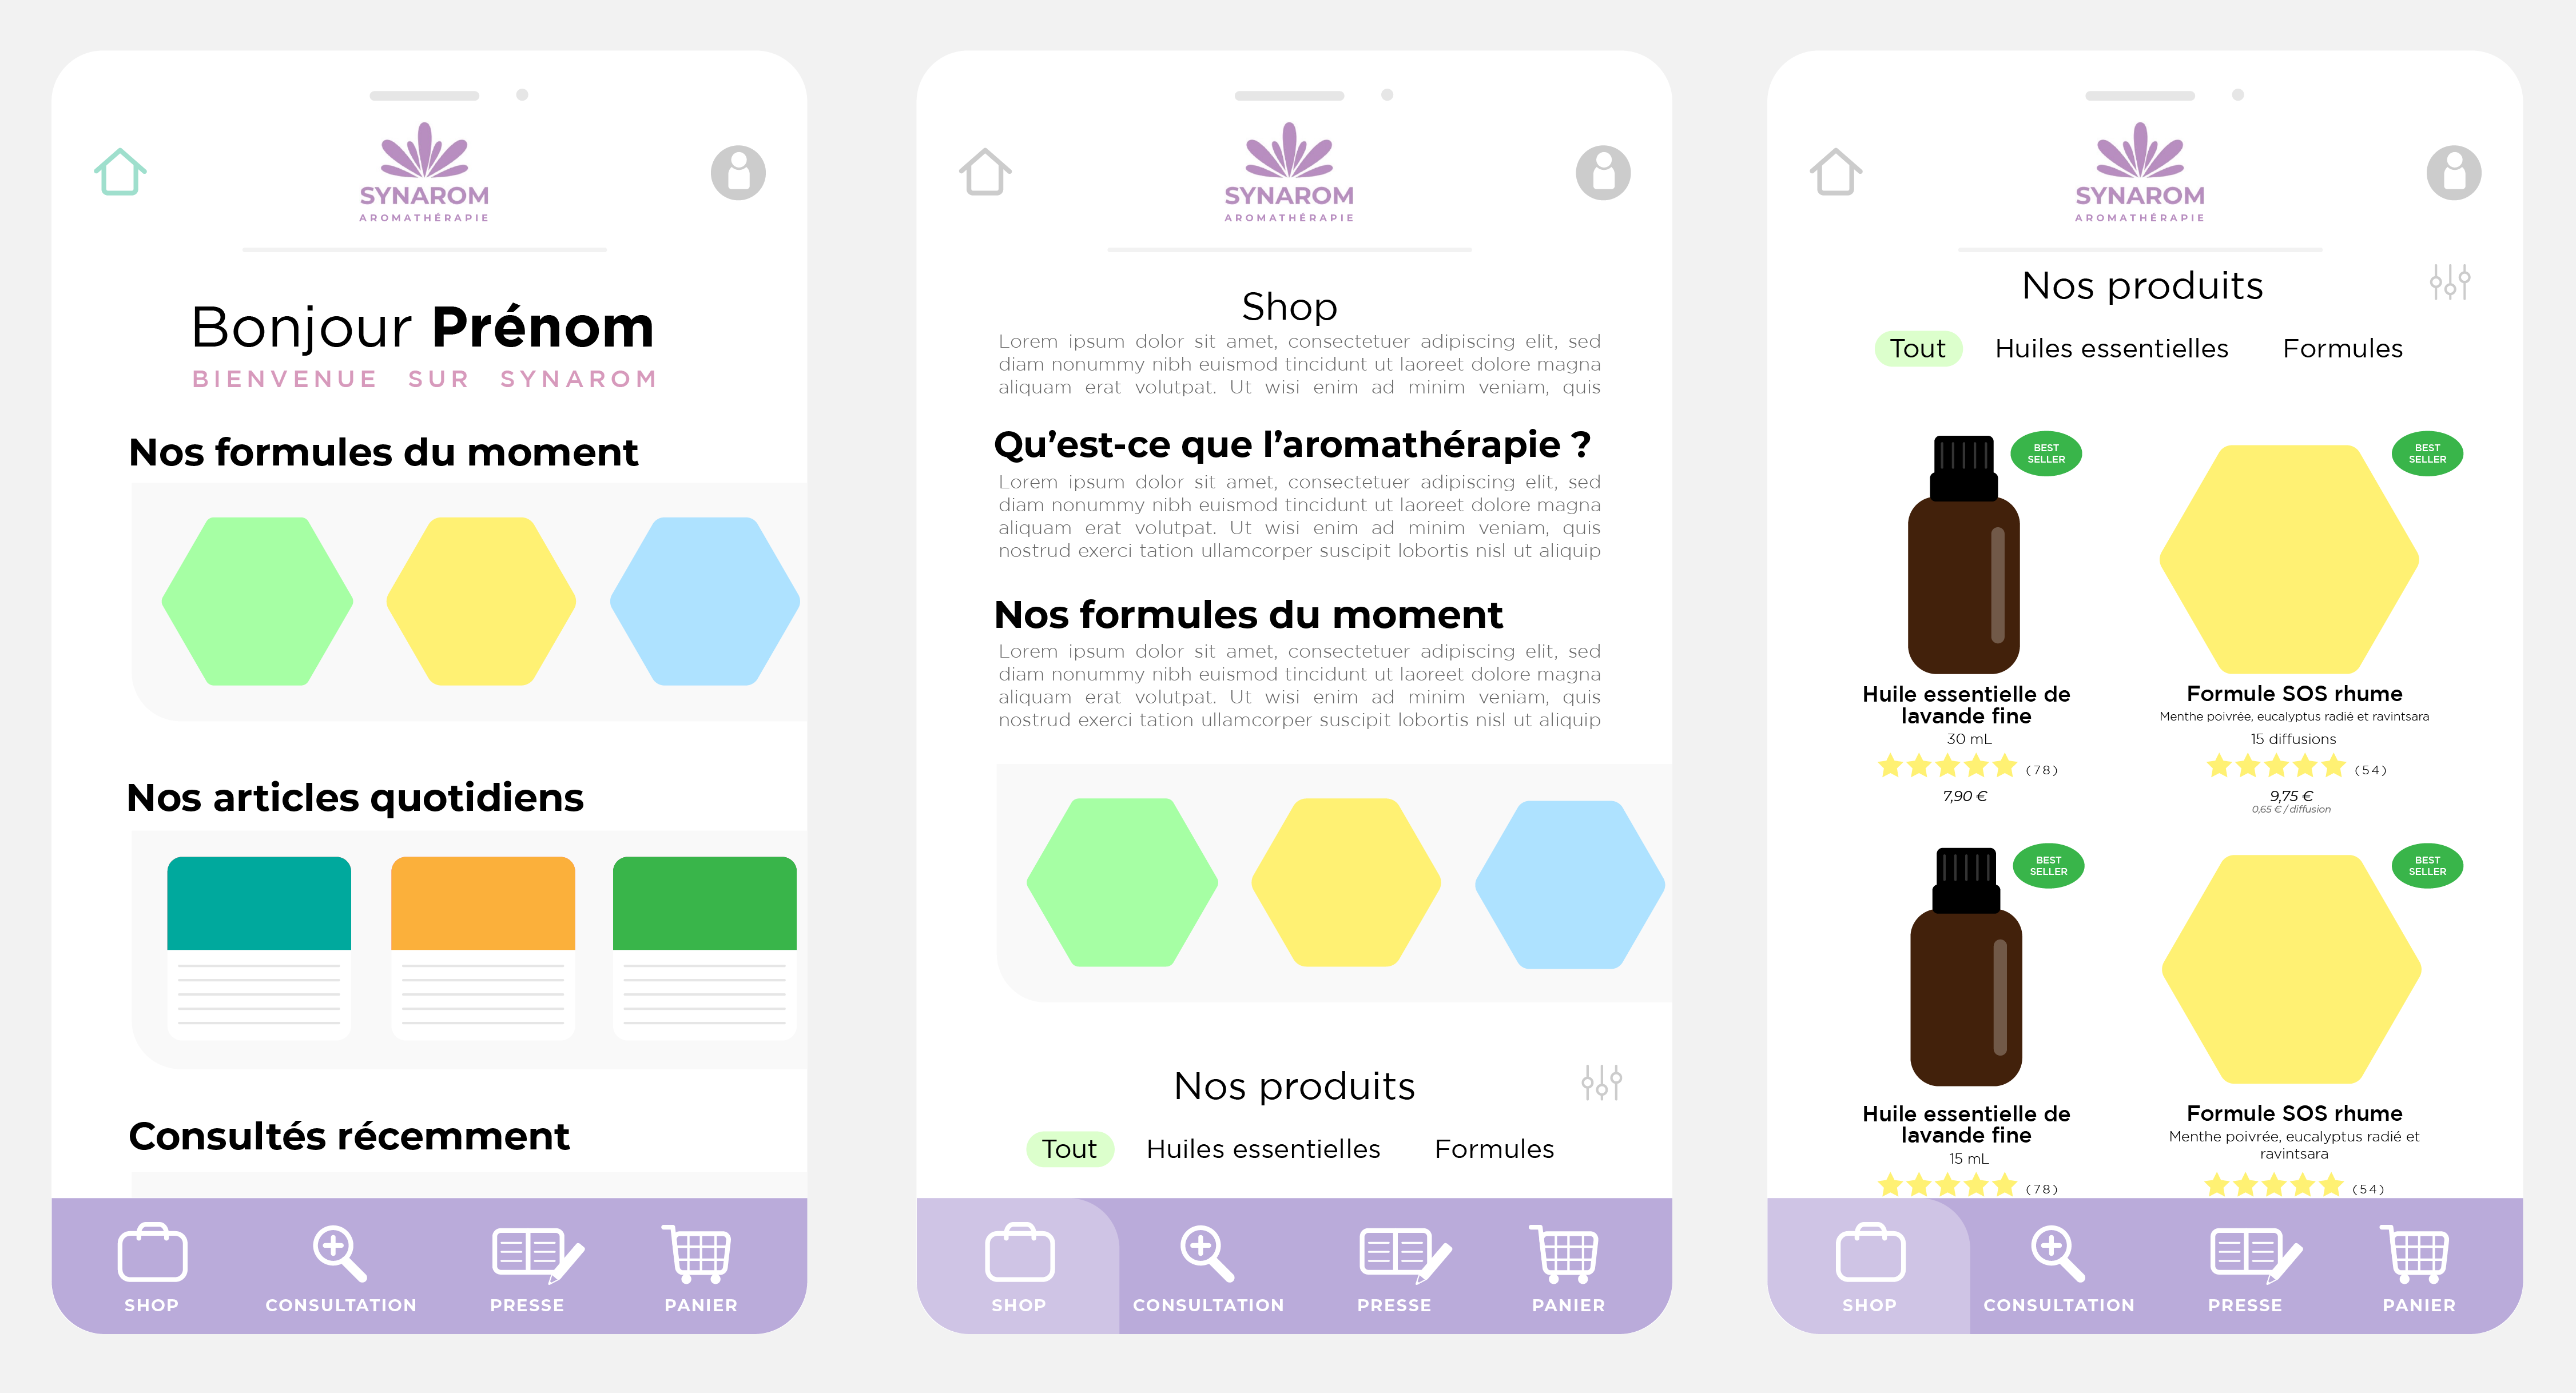 SYNAROM
AROMATHÉRAPIE
Bonjour Prénom
BIENVENUE SUR SYNAROM
Nos formules du moment
Nos articles quotidiens
Consultés récemment
SHOP
CONSULTATION
PRESSE
PANIER
SYNAROM
AROMATHÉRAPIE
Shop
Lorem ipsum dolor sit amet, consectetuer adipiscing elit, sed
diam nonummy nibh euismod tincidunt ut laoreet dolore magna
aliquam erat volutpat. Ut wisi enim ad minim veniam, quis
Qu’est-ce que l’aromathérapie ?
Lorem ipsum dolor sit amet, consectetuer adipiscing elit, sed
diam nonummy nibh euismod tincidunt ut laoreet dolore magna
aliquam erat volutpat. Ut wisi enim ad minim veniam, quis
nostrud exerci tation ullamcorper suscipit lobortis nisl ut aliquip
Nos formules du moment
Lorem ipsum dolor sit amet, consectetuer adipiscing elit, sed
diam nonummy nibh euismod tincidunt ut laoreet dolore magna
aliquam erat volutpat. Ut wisi enim ad minim veniam, quis
nostrud exerci tation ullamcorper suscipit lobortis nisl ut aliquip
Nos produits
Tout Huiles essentielles Formules
SHOP
CONSULTATION
PRESSE
PANIER
SYNAROM
AROMATHÉRAPIE
Nos produits
Tout Huiles essentielles Formules
BEST
SELLER
Huile essentielle de
lavande fine
30 mL
(78)
7,90 €
BEST
SELLER
Formule SOS rhume
Menthe poivrée, eucalyptus radié et ravintsara
15 diffusions
(54)
9,75 €
0,65 € / diffusion
BEST
SELLER
Huile essentielle de
lavande fine
15 mL
(78)
BEST
SELLER
Formule SOS rhume
Menthe poivrée, eucalyptus radié et
ravintsara
(54)
SHOP
CONSULTATION
PRESSE
PANIER